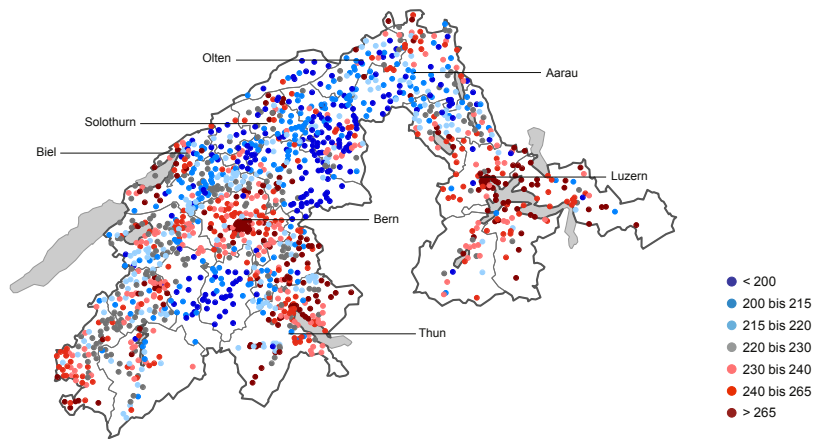 Olten
Aarau
Solothurn
Biel
Luzern
Bern
Thun
< 200
200 bis 215
215 bis 220
220 bis 230
230 bis 240
240 bis 265
> 265